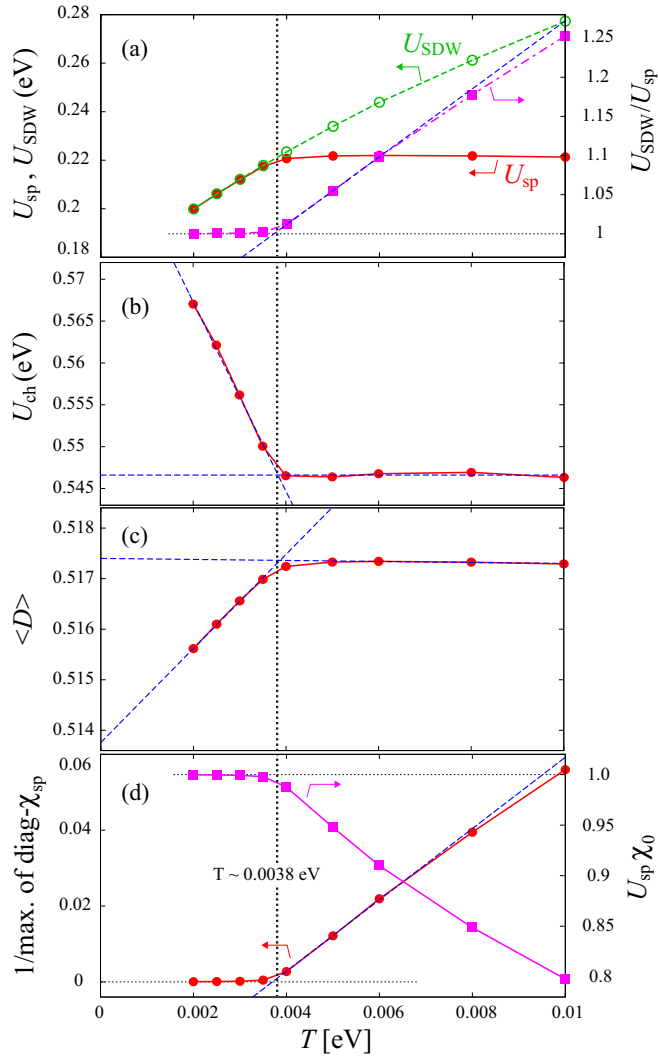 0.28
0.26
0.24
0.22
0.2
0.18
U_sp , U_SDW (eV)
(a)
U_SDW
U_sp
1.25
1.2
1.15
1.1
1.05
1
U_SDW/U_sp
0.57
0.565
0.56
0.555
0.55
0.545
U_ch (eV)
(b)
0.518
0.517
0.516
0.515
0.514
<D>
(c)
0.06
0.04
0.02
0
1/max. of diag-χ_sp
(d)
T ~ 0.0038 eV
1.0
0.95
0.9
0.85
0.8
U_sp χ_0
0.002
0.004
0.006
0.008
0.01
T [eV]